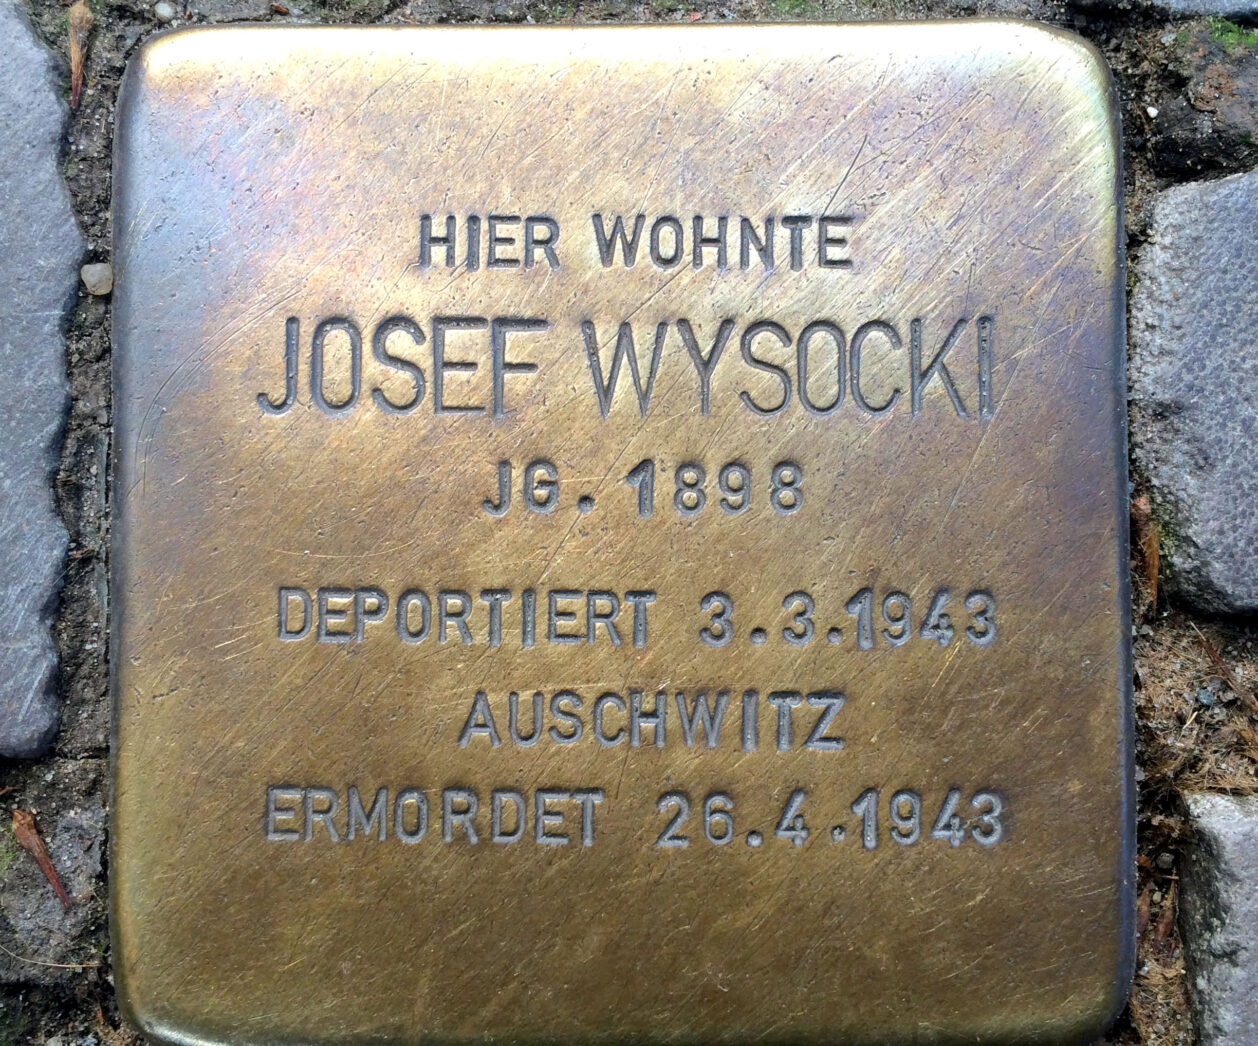 HIER WOHNTE
JOSEF WYSOCKI
JG. 1898
DEPORTIERT 3.3.1943
AUSCHWITZ
ERMORDET 26.4.1943